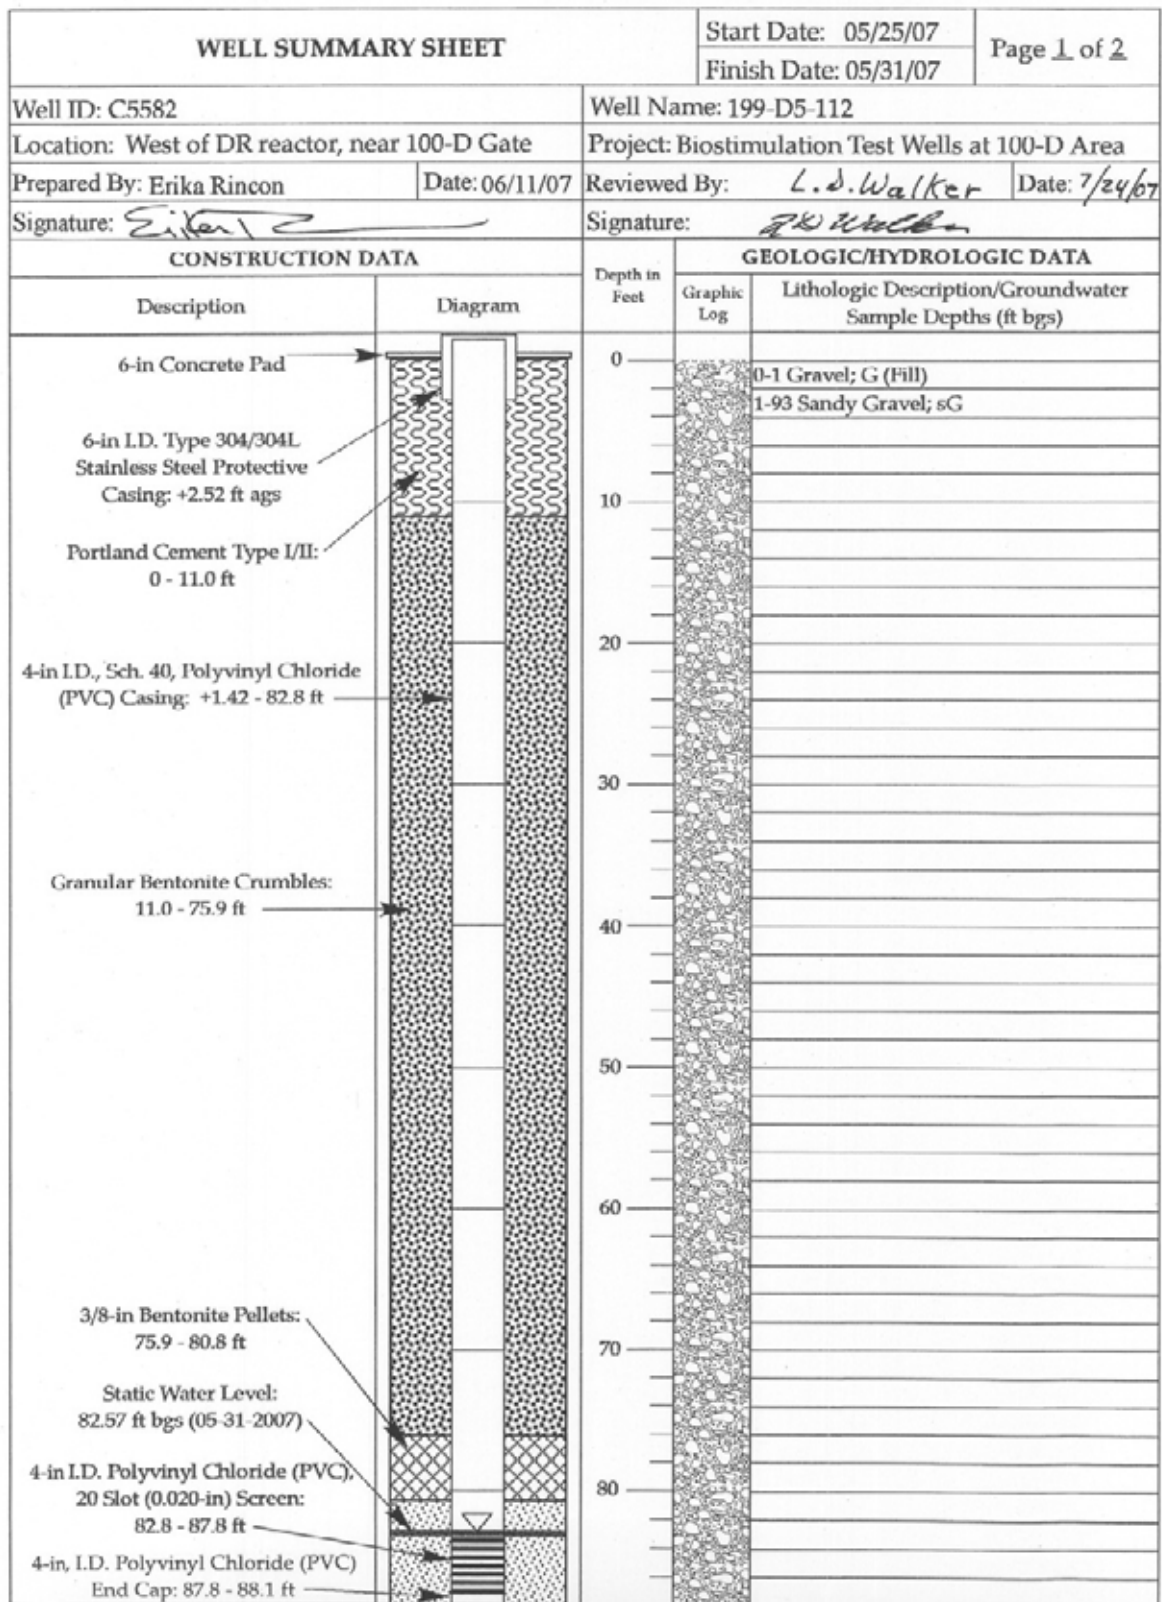 WELL SUMMARY SHEET
Start Date: 05/25/07
Finish Date: 05/31/07
Page 1 of 2
Well ID: C5582
Well Name: 199-D5-112
Location: West of DR reactor, near 100-D Gate
Project: Biostimulation Test Wells at 100-D Area
Prepared By: Erika Rincon
Date: 06/11/07
Reviewed By: L.D. Walker
Date: 7/24/07
Signature:
Signature:
CONSTRUCTION DATA
Description
Diagram
Depth in
Feet
GEOLOGIC/HYDROLOGIC DATA
Graphic
Log
Lithologic Description/Groundwater
Sample Depths (ft bgs)
6-in Concrete Pad
6-in I.D. Type 304/304L
Stainless Steel Protective
Casing: +2.52 ft ags
Portland Cement Type I/II:
0 - 11.0 ft
4-in I.D., Sch. 40, Polyvinyl Chloride
(PVC) Casing: +1.42 - 82.8 ft
Granular Bentonite Crumbles:
11.0 - 75.9 ft
3/8-in Bentonite Pellets:
75.9 - 80.8 ft
Static Water Level:
82.57 ft bgs (05-31-2007)
4-in I.D. Polyvinyl Chloride (PVC),
20 Slot (0.020-in) Screen:
82.8 - 87.8 ft
4-in, I.D. Polyvinyl Chloride (PVC)
End Cap: 87.8 - 88.1 ft
0
10
20
30
40
50
60
70
80
0-1 Gravel; G (Fill)
1-93 Sandy Gravel; sG